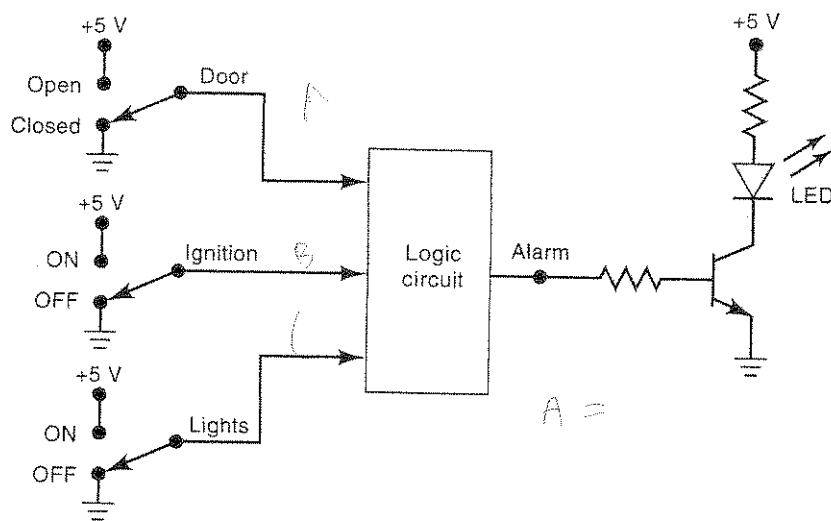 +5 V
Open
Closed
Door
A
+5 V
ON
OFF
Ignition
B
+5 V
ON
OFF
Lights
C
Logic
circuit
Alarm
+5 V
LED
A =